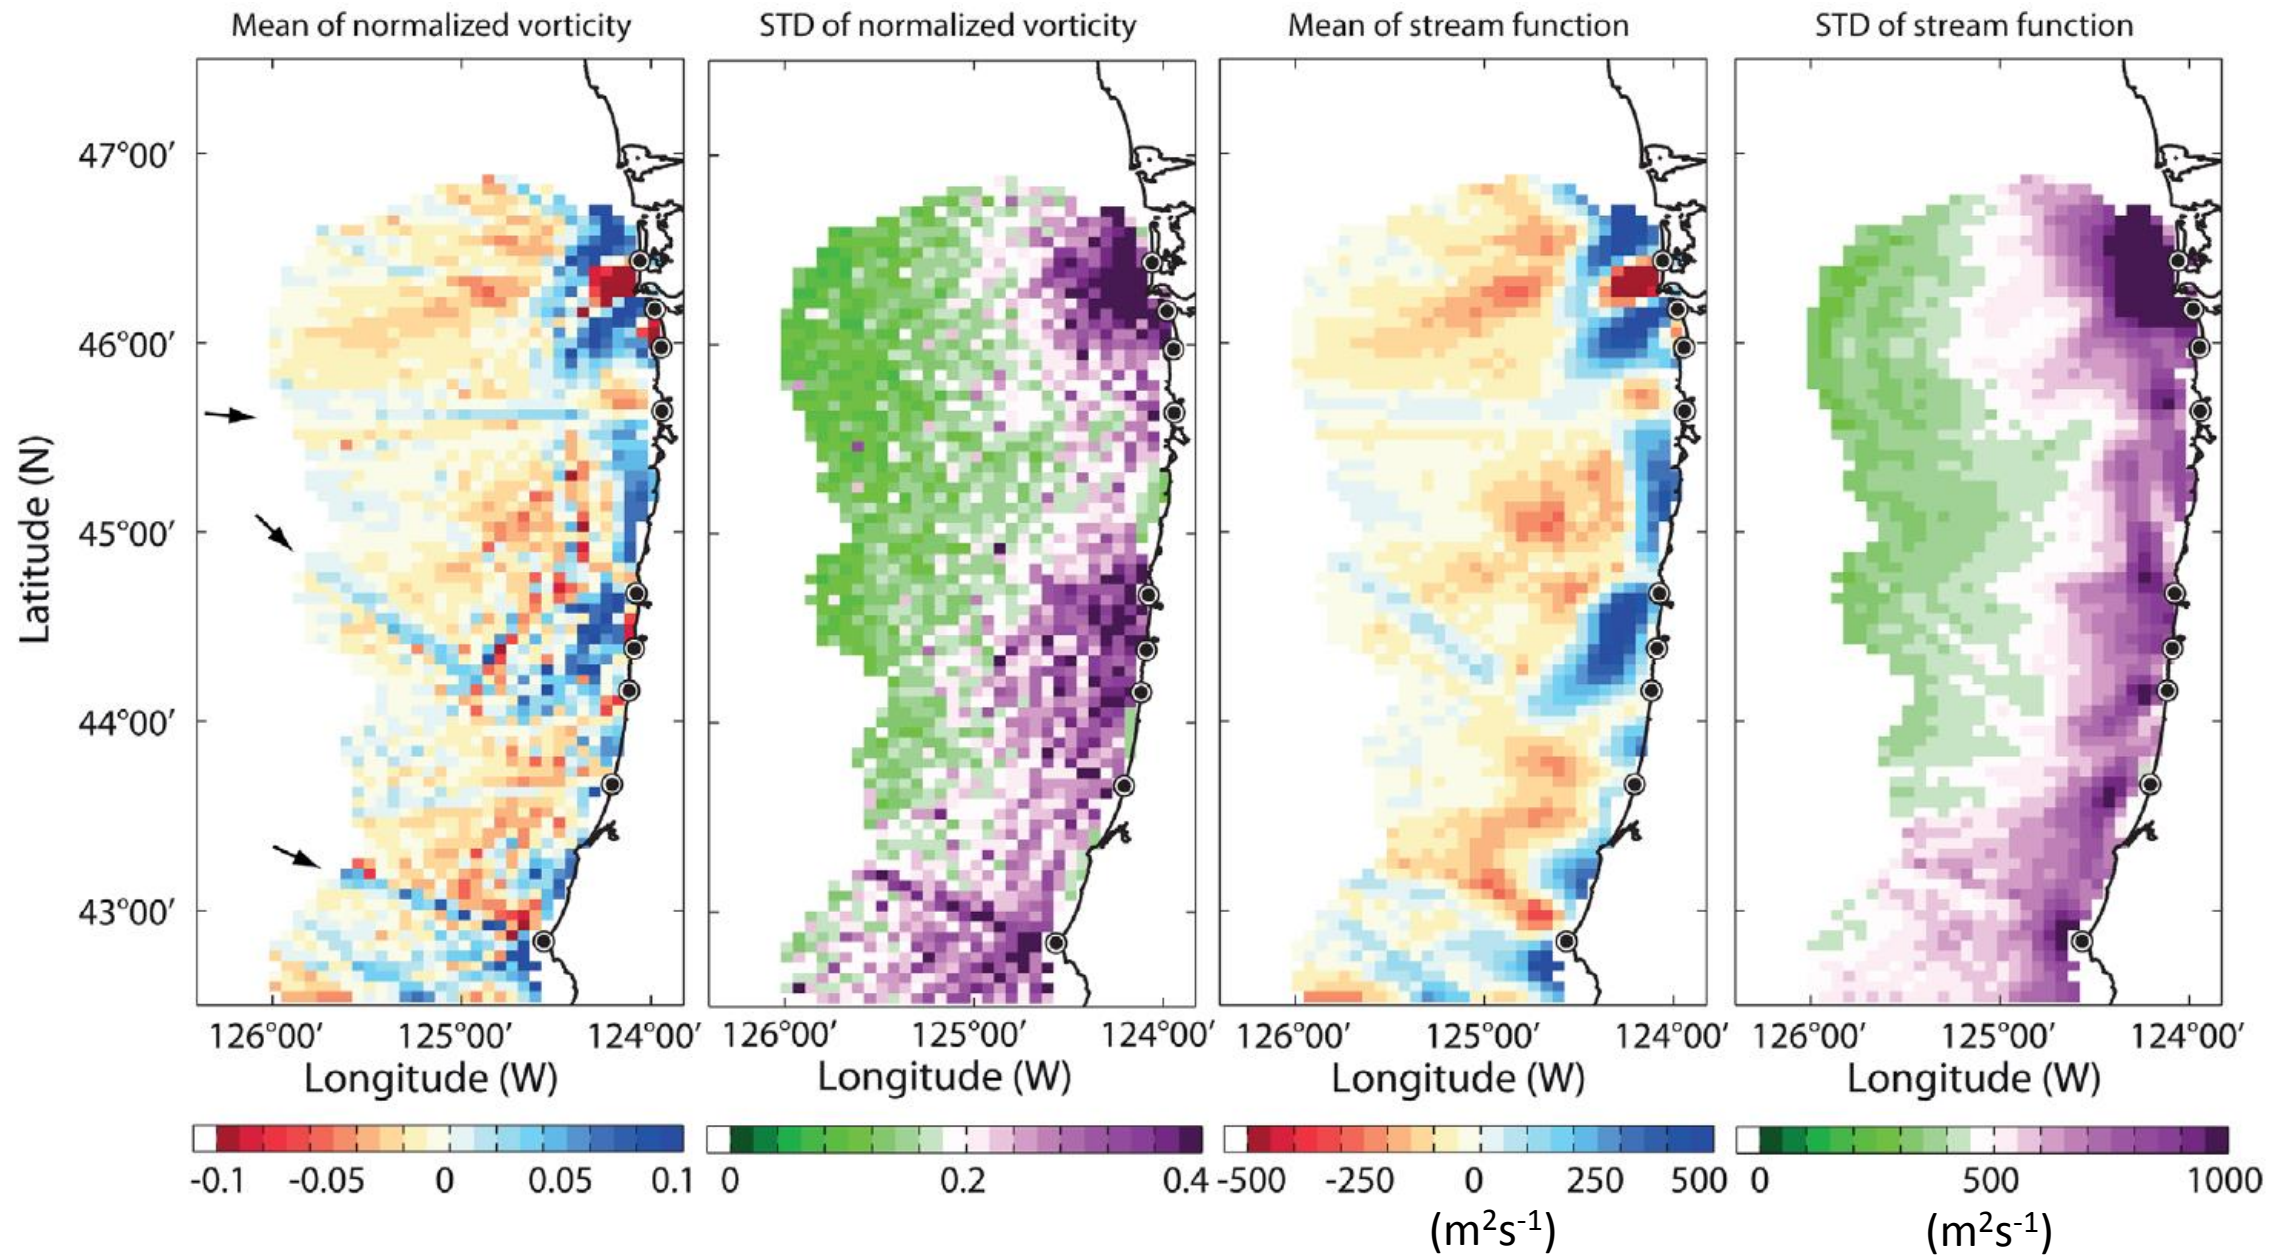 Mean of normalized vorticity
STD of normalized vorticity
Mean of stream function
STD of stream function
Latitude (N)
47°00′
46°00′
45°00′
44°00′
43°00′
126°00′ 125°00′ 124°00′
126°00′ 125°00′ 124°00′
126°00′ 125°00′ 124°00′
126°00′ 125°00′ 124°00′
Longitude (W)
Longitude (W)
Longitude (W)
Longitude (W)
-0.1 -0.05 0 0.05 0.1
0 0.2 0.4
-500 -250 0 250 500
0 500 1000
(m²s⁻¹)
(m²s⁻¹)